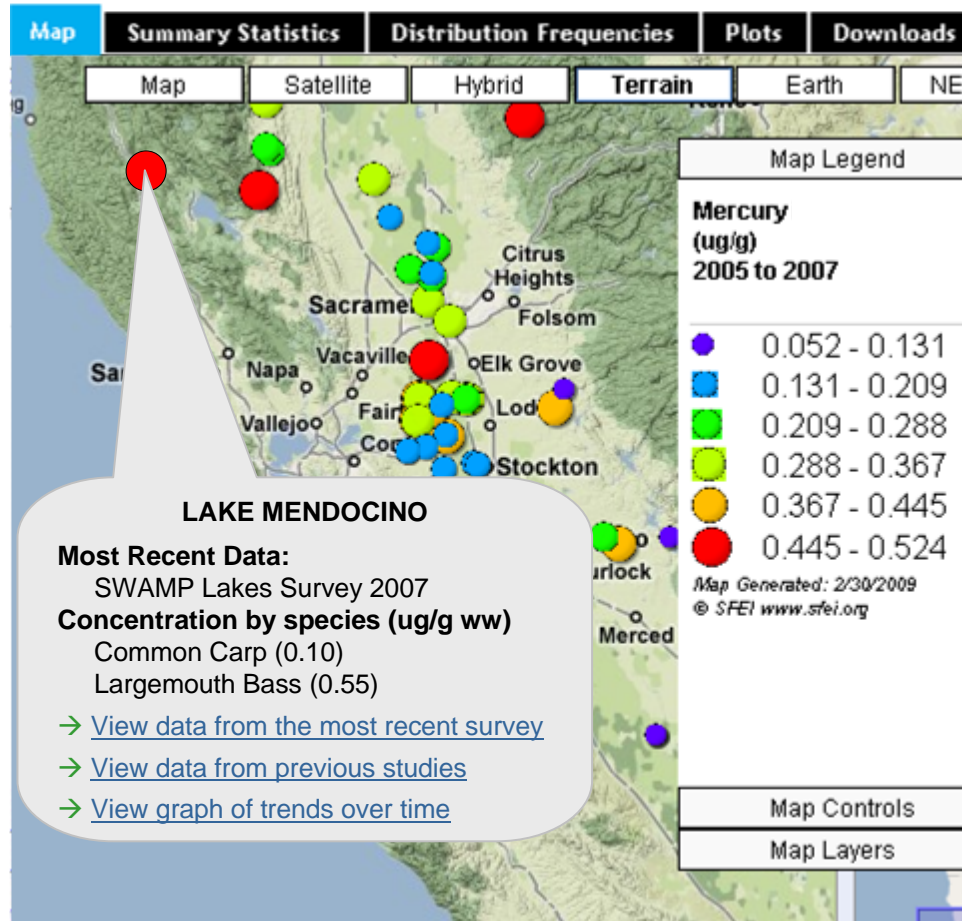 Map
Summary Statistics
Distribution Frequencies
Plots
Downloads
Map
Satellite
Hybrid
Terrain
Earth
Map Legend
Mercury
(ug/g)
2005 to 2007
0.052 - 0.131
0.131 - 0.209
0.209 - 0.288
0.288 - 0.367
0.367 - 0.445
0.445 - 0.524
Map Generated: 2/30/2009
© SFEI www.sfei.org
Citrus
Heights
Folsom
Sacrame
Vacaville
Elk Grove
Napa
Fair
Lod
Vallejo
Stockton
urlock
Merced
LAKE MENDOCINO
Most Recent Data:
SWAMP Lakes Survey 2007
Concentration by species (ug/g ww)
Common Carp (0.10)
Largemouth Bass (0.55)
→ View data from the most recent survey
→ View data from previous studies
→ View graph of trends over time
Map Controls
Map Layers